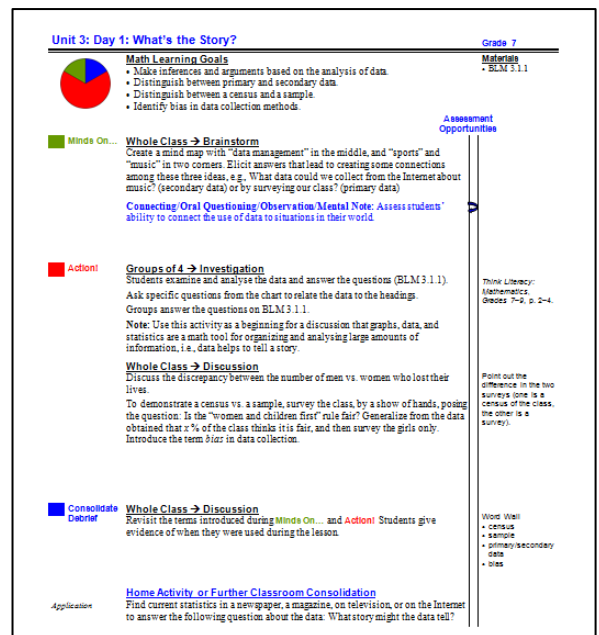 Unit 3: Day 1: What's the Story?
Grade 7
Math Learning Goals
• Make inferences and arguments based on the analysis of data.
• Distinguish between primary and secondary data.
• Distinguish between a census and a sample.
• Identify bias in data collection methods.
Materials
• BLM 3.1.1
Assessment
Opportunities
Minds On...
Whole Class → Brainstorm
Create a mind map with "data management" in the middle, and "sports" and
"music" in two corners. Elicit answers that lead to creating some connections
among these three ideas, e.g., What data could we collect from the Internet about
music? (secondary data) or by surveying our class? (primary data)
Connecting/Oral Questioning/Observation/Mental Note: Assess students'
ability to connect the use of data to situations in their world.
Action!
Groups of 4 → Investigation
Students examine and analyse the data and answer the questions (BLM 3.1.1).
Ask specific questions from the chart to relate the data to the headings.
Groups answer the questions on BLM 3.1.1.
Note: Use this activity as a beginning for a discussion that graphs, data, and
statistics are a math tool for organizing and analysing large amounts of
information, i.e., data helps to tell a story.
Think Literacy:
Mathematics,
Grades 7–9, p. 2–4.
Whole Class → Discussion
Discuss the discrepancy between the number of men vs. women who lost their
lives.
To demonstrate a census vs. a sample, survey the class, by a show of hands, posing
the question: Is the "women and children first" rule fair? Generalize from the data
obtained that x % of the class thinks it is fair, and then survey the girls only.
Introduce the term bias in data collection.
Point out the
difference in the two
surveys (one is a
census of the class,
the other is a
survey).
Consolidate
Debrief
Whole Class → Discussion
Revisit the terms introduced during Minds On... and Action! Students give
evidence of when they were used during the lesson.
Word Wall
• census
• sample
• primary/secondary
data
• bias
Application
Home Activity or Further Classroom Consolidation
Find current statistics in a newspaper, a magazine, on television, or on the Internet
to answer the following question about the data: What story might the data tell?